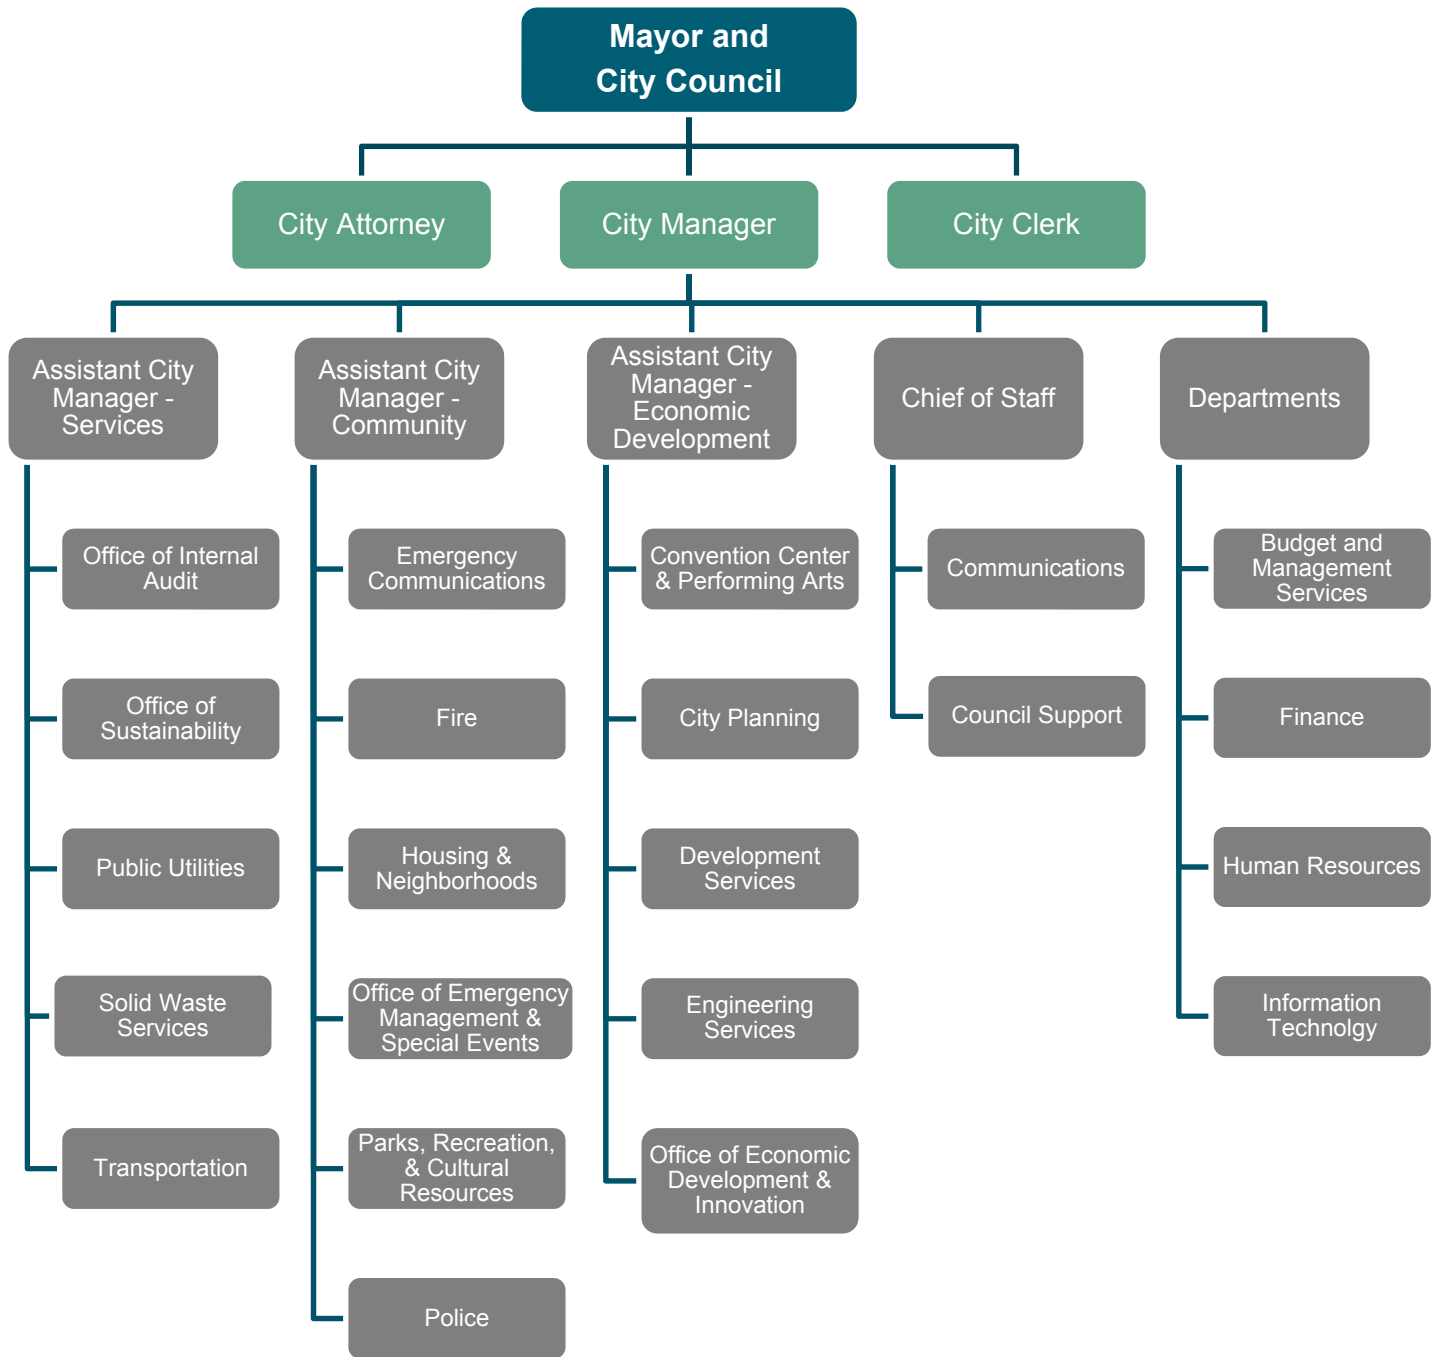 Mayor and
City Council
City Attorney
City Manager
City Clerk
Assistant City
Manager -
Services
Assistant City
Manager -
Community
Assistant City
Manager -
Economic
Development
Chief of Staff
Departments
Office of Internal
Audit
Office of
Sustainability
Public Utilities
Solid Waste
Services
Transportation
Emergency
Communications
Fire
Housing &
Neighborhoods
Office of Emergency
Management &
Special Events
Parks, Recreation,
& Cultural
Resources
Police
Convention Center
& Performing Arts
City Planning
Development
Services
Engineering
Services
Office of Economic
Development &
Innovation
Communications
Council Support
Budget and
Management
Services
Finance
Human Resources
Information
Technolgy